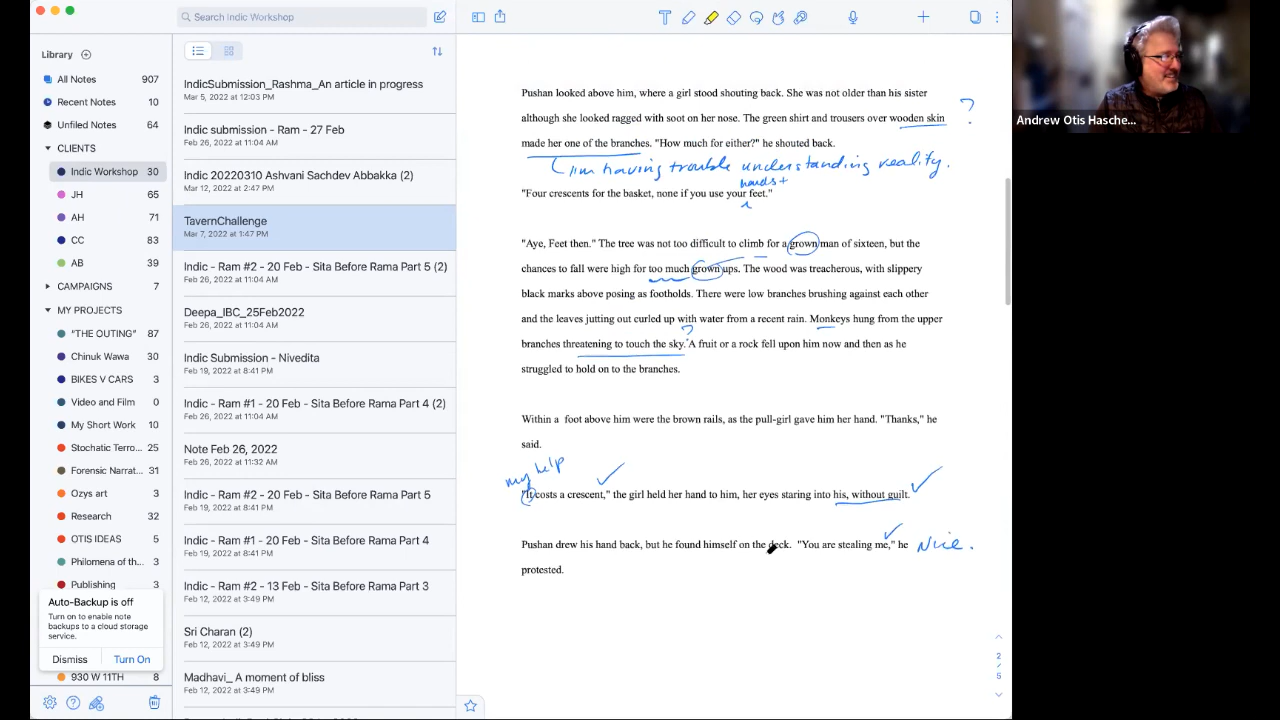 Search Indic Workshop
Library
All Notes 907
Recent Notes 10
Unfiled Notes 64
CLIENTS
Indic Workshop 30
JH 65
AH 71
CC 83
AB 39
CAMPAIGNS 7
MY PROJECTS
“THE OUTING” 87
Chinuk Wawa 30
BIKES V CARS 3
Video and Film 0
My Short Work 10
Stochatic Terro... 25
Forensic Narrat... 31
Ozys art 3
Research 32
OTIS IDEAS 5
Philomena of th...
Publishing
Auto-Backup is off
Turn on to enable note
backups to a cloud storage
service.
Dismiss Turn On
930 W 11TH 8
IndicSubmission_Rashma_An article in progress
Mar 5, 2022 at 12:03 PM
Indic submission - Ram - 27 Feb
Feb 26, 2022 at 11:04 AM
Indic 20220310 Ashvani Sachdev Abbakka (2)
Mar 12, 2022 at 2:47 PM
TavernChallenge
Mar 7, 2022 at 1:47 PM
Indic - Ram #2 - 20 Feb - Sita Before Rama Part 5 (2)
Feb 26, 2022 at 11:04 AM
Deepa_IBC_25Feb2022
Feb 26, 2022 at 11:04 AM
Indic Submission - Nivedita
Feb 19, 2022 at 8:41 PM
Indic - Ram #1 - 20 Feb - Sita Before Rama Part 4 (2)
Feb 26, 2022 at 11:04 AM
Note Feb 26, 2022
Feb 26, 2022 at 11:32 AM
Indic - Ram #2 - 20 Feb - Sita Before Rama Part 5
Feb 19, 2022 at 8:41 PM
Indic - Ram #1 - 20 Feb - Sita Before Rama Part 4
Feb 19, 2022 at 8:41 PM
Indic - Ram #2 - 13 Feb - Sita Before Rama Part 3
Feb 12, 2022 at 3:49 PM
Sri Charan (2)
Feb 12, 2022 at 3:49 PM
Madhavi_ A moment of bliss
Feb 12, 2022 at 3:49 PM
Pushan looked above him, where a girl stood shouting back. She was not older than his sister
although she looked ragged with soot on her nose. The green shirt and trousers over wooden skin ?
made her one of the branches. "How much for either?" he shouted back.
I'm having trouble understanding reality.
hands +
"Four crescents for the basket, none if you use your feet."
"Aye, Feet then." The tree was not too difficult to climb for a grown man of sixteen, but the
chances to fall were high for too much grown ups. The wood was treacherous, with slippery
black marks above posing as footholds. There were low branches brushing against each other
and the leaves jutting out curled up with water from a recent rain. Monkeys hung from the upper
?
branches threatening to touch the sky. A fruit or a rock fell upon him now and then as he
struggled to hold on to the branches.
Within a foot above him were the brown rails, as the pull-girl gave him her hand. "Thanks," he
said.
my help
"It costs a crescent," the girl held her hand to him, her eyes staring into his, without guilt.
Pushan drew his hand back, but he found himself on the deck. "You are stealing me," he Nice.
protested.
2
/
5
Andrew Otis Hasche...